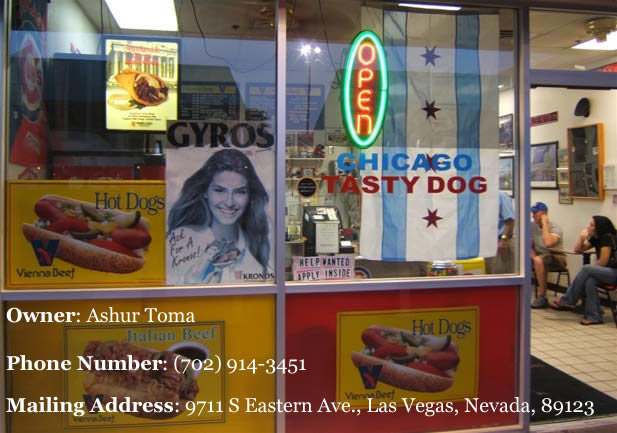 OPEN
GYROS
CHICAGO
TASTY DOG
Hot Dogs
Vienna Beef
Ask
For A
Kronos!
KRONOS
HELP WANTED
APPLY INSIDE
Owner: Ashur Toma
Italian Beef
Hot Dogs
Phone Number: (702) 914-3451
Vienna Beef
Vienna Beef
Mailing Address: 9711 S Eastern Ave., Las Vegas, Nevada, 89123